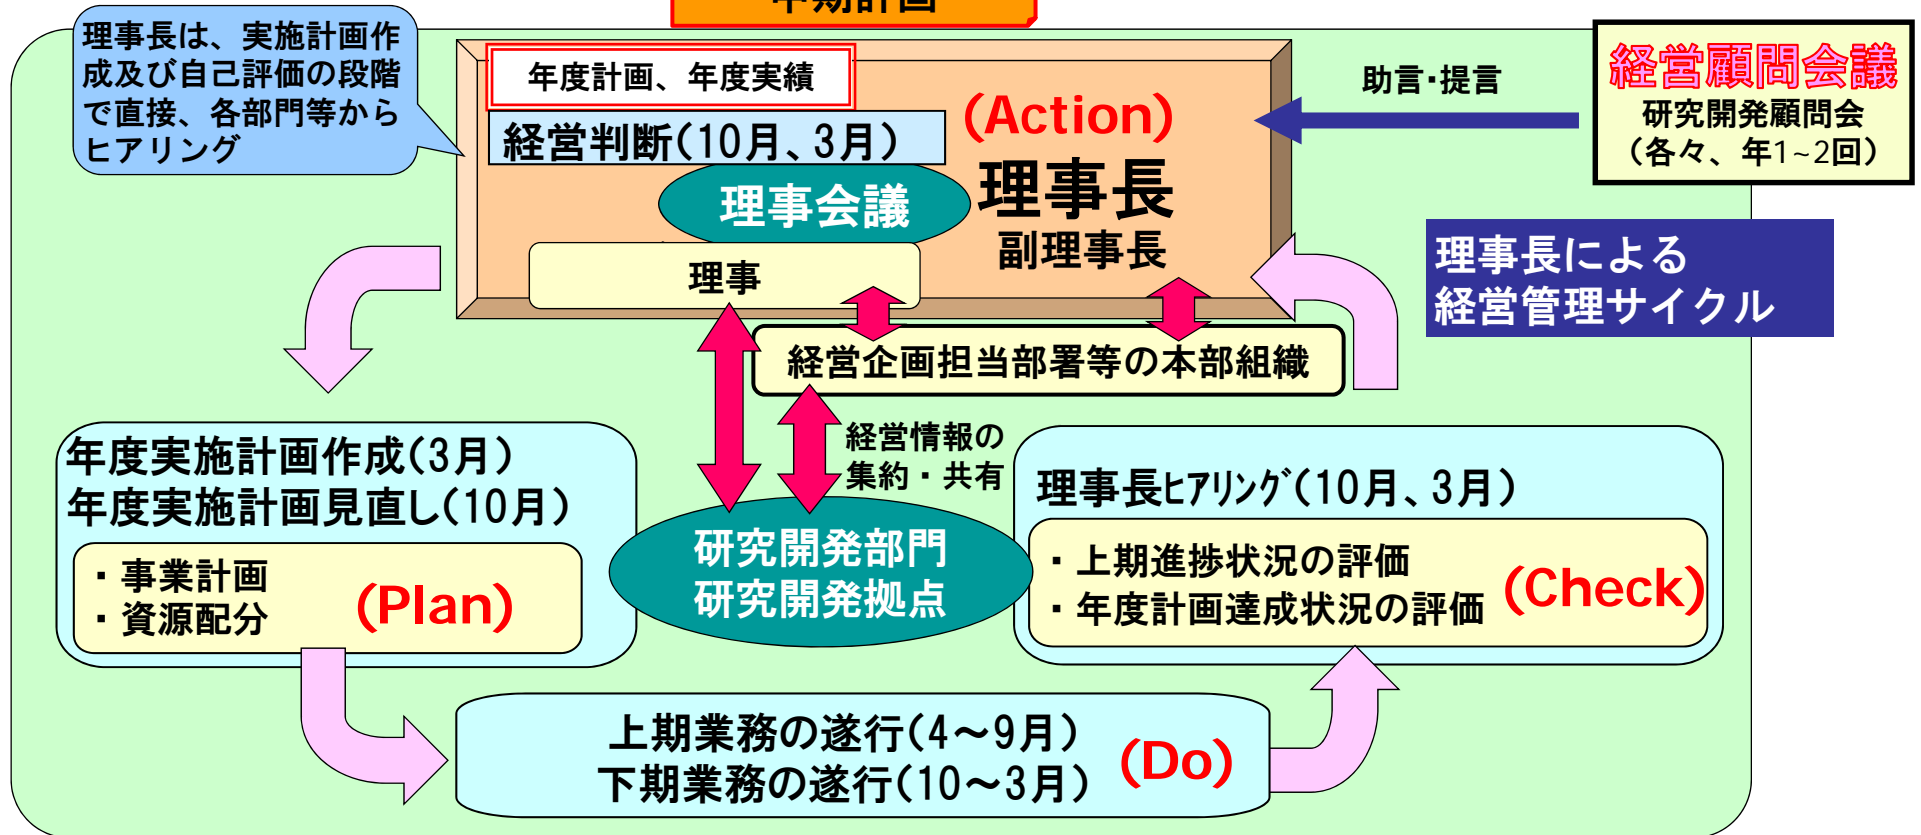 中期計画
理事長は、実施計画作
成及び自己評価の段階
で直接、各部門等から
ヒアリング
年度計画、年度実績
経営判断(10月、3月)
(Action)
理事会議
理事長
副理事長
理事
助言・提言
経営顧問会議
研究開発顧問会
(各々、年1~2回)
理事長による
経営管理サイクル
経営企画担当部署等の本部組織
経営情報の
集約・共有
年度実施計画作成(3月)
年度実施計画見直し(10月)
・事業計画
・資源配分
(Plan)
研究開発部門
研究開発拠点
理事長ﾋｱﾘﾝｸﾞ(10月、3月)
・上期進捗状況の評価
・年度計画達成状況の評価
(Check)
上期業務の遂行(4～9月)
下期業務の遂行(10～3月)
(Do)